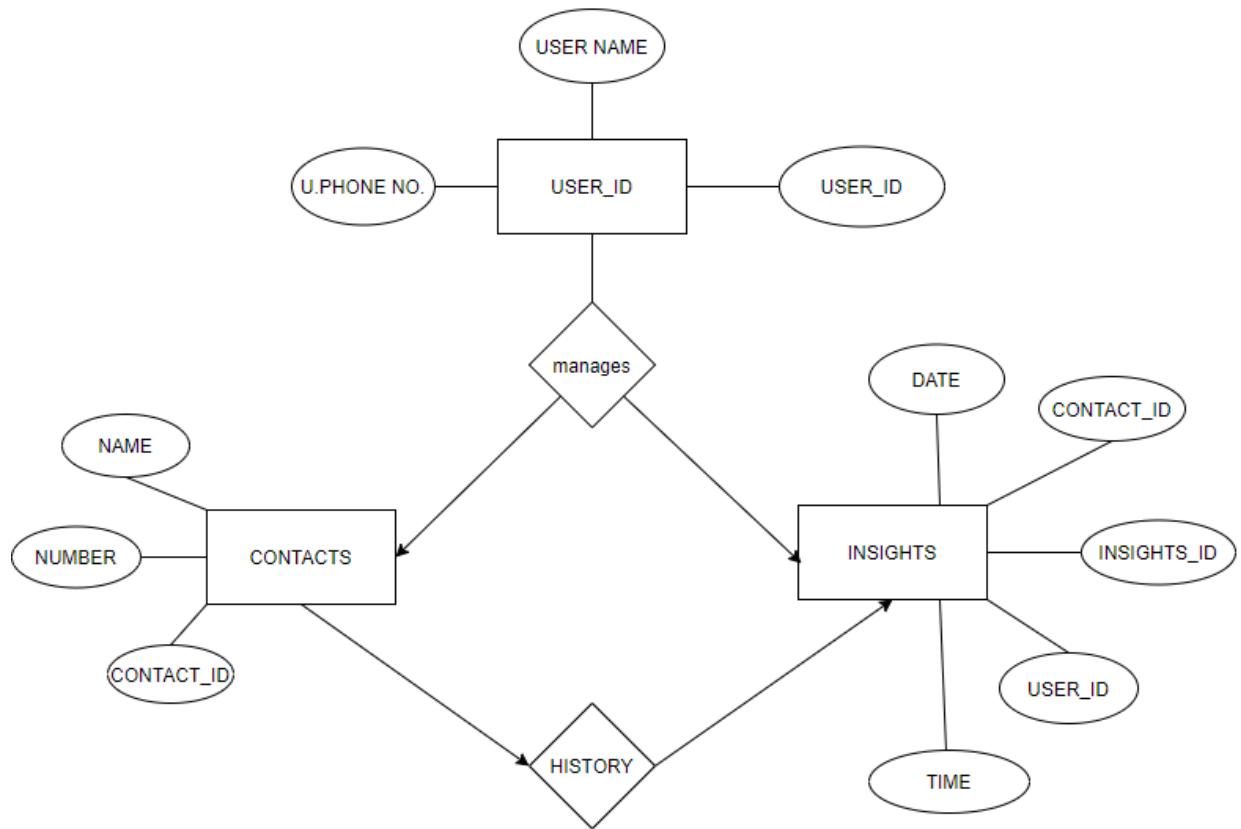 USER NAME
U.PHONE NO.
USER_ID
USER_ID
manages
DATE
CONTACT_ID
NAME
NUMBER
CONTACTS
INSIGHTS
INSIGHTS_ID
CONTACT_ID
USER_ID
HISTORY
TIME